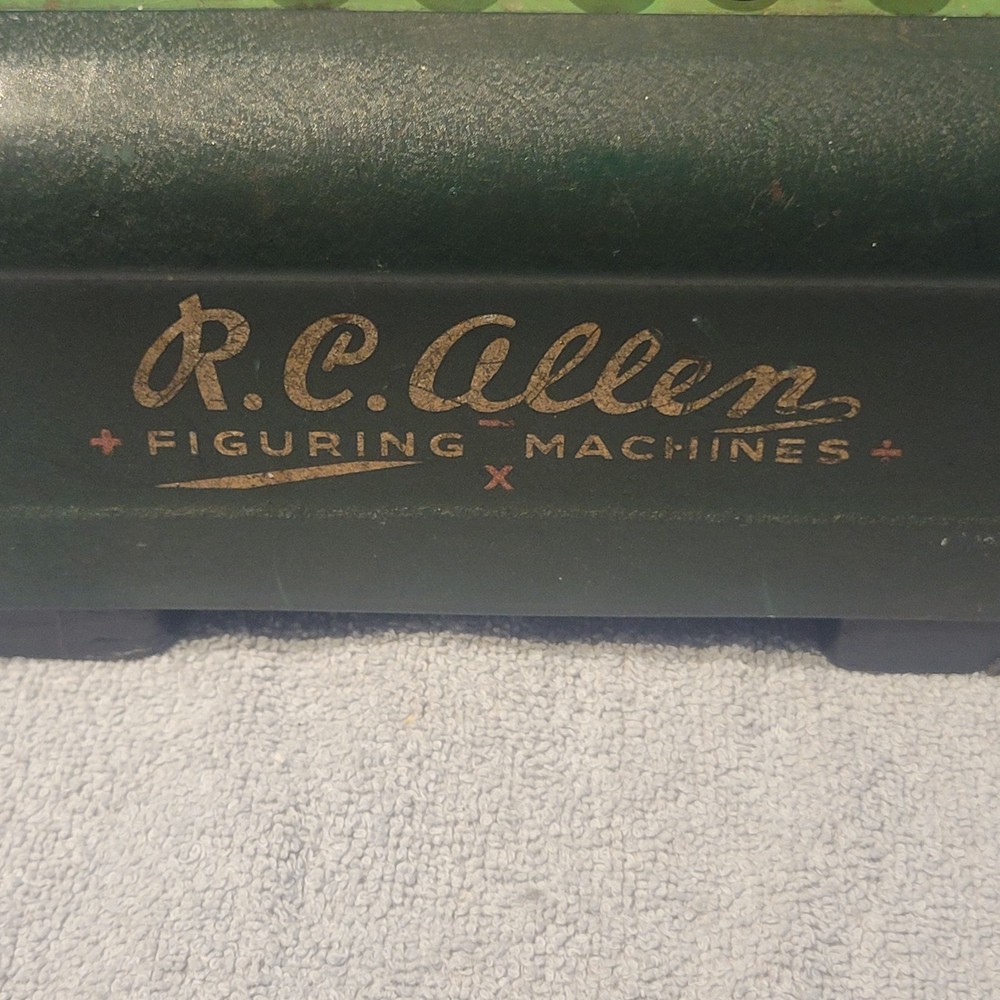 R.C. Allen
+ FIGURING – MACHINES ÷
x